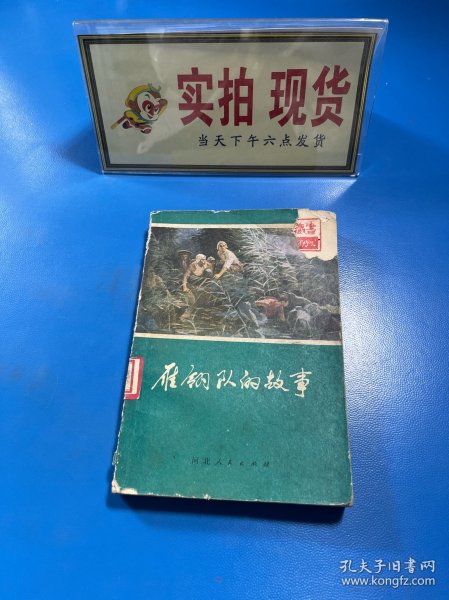 实拍 现货
当天下午六点发货
雁翎队的故事
河北人民出版社
孔夫子旧书网
www.kongfz.com